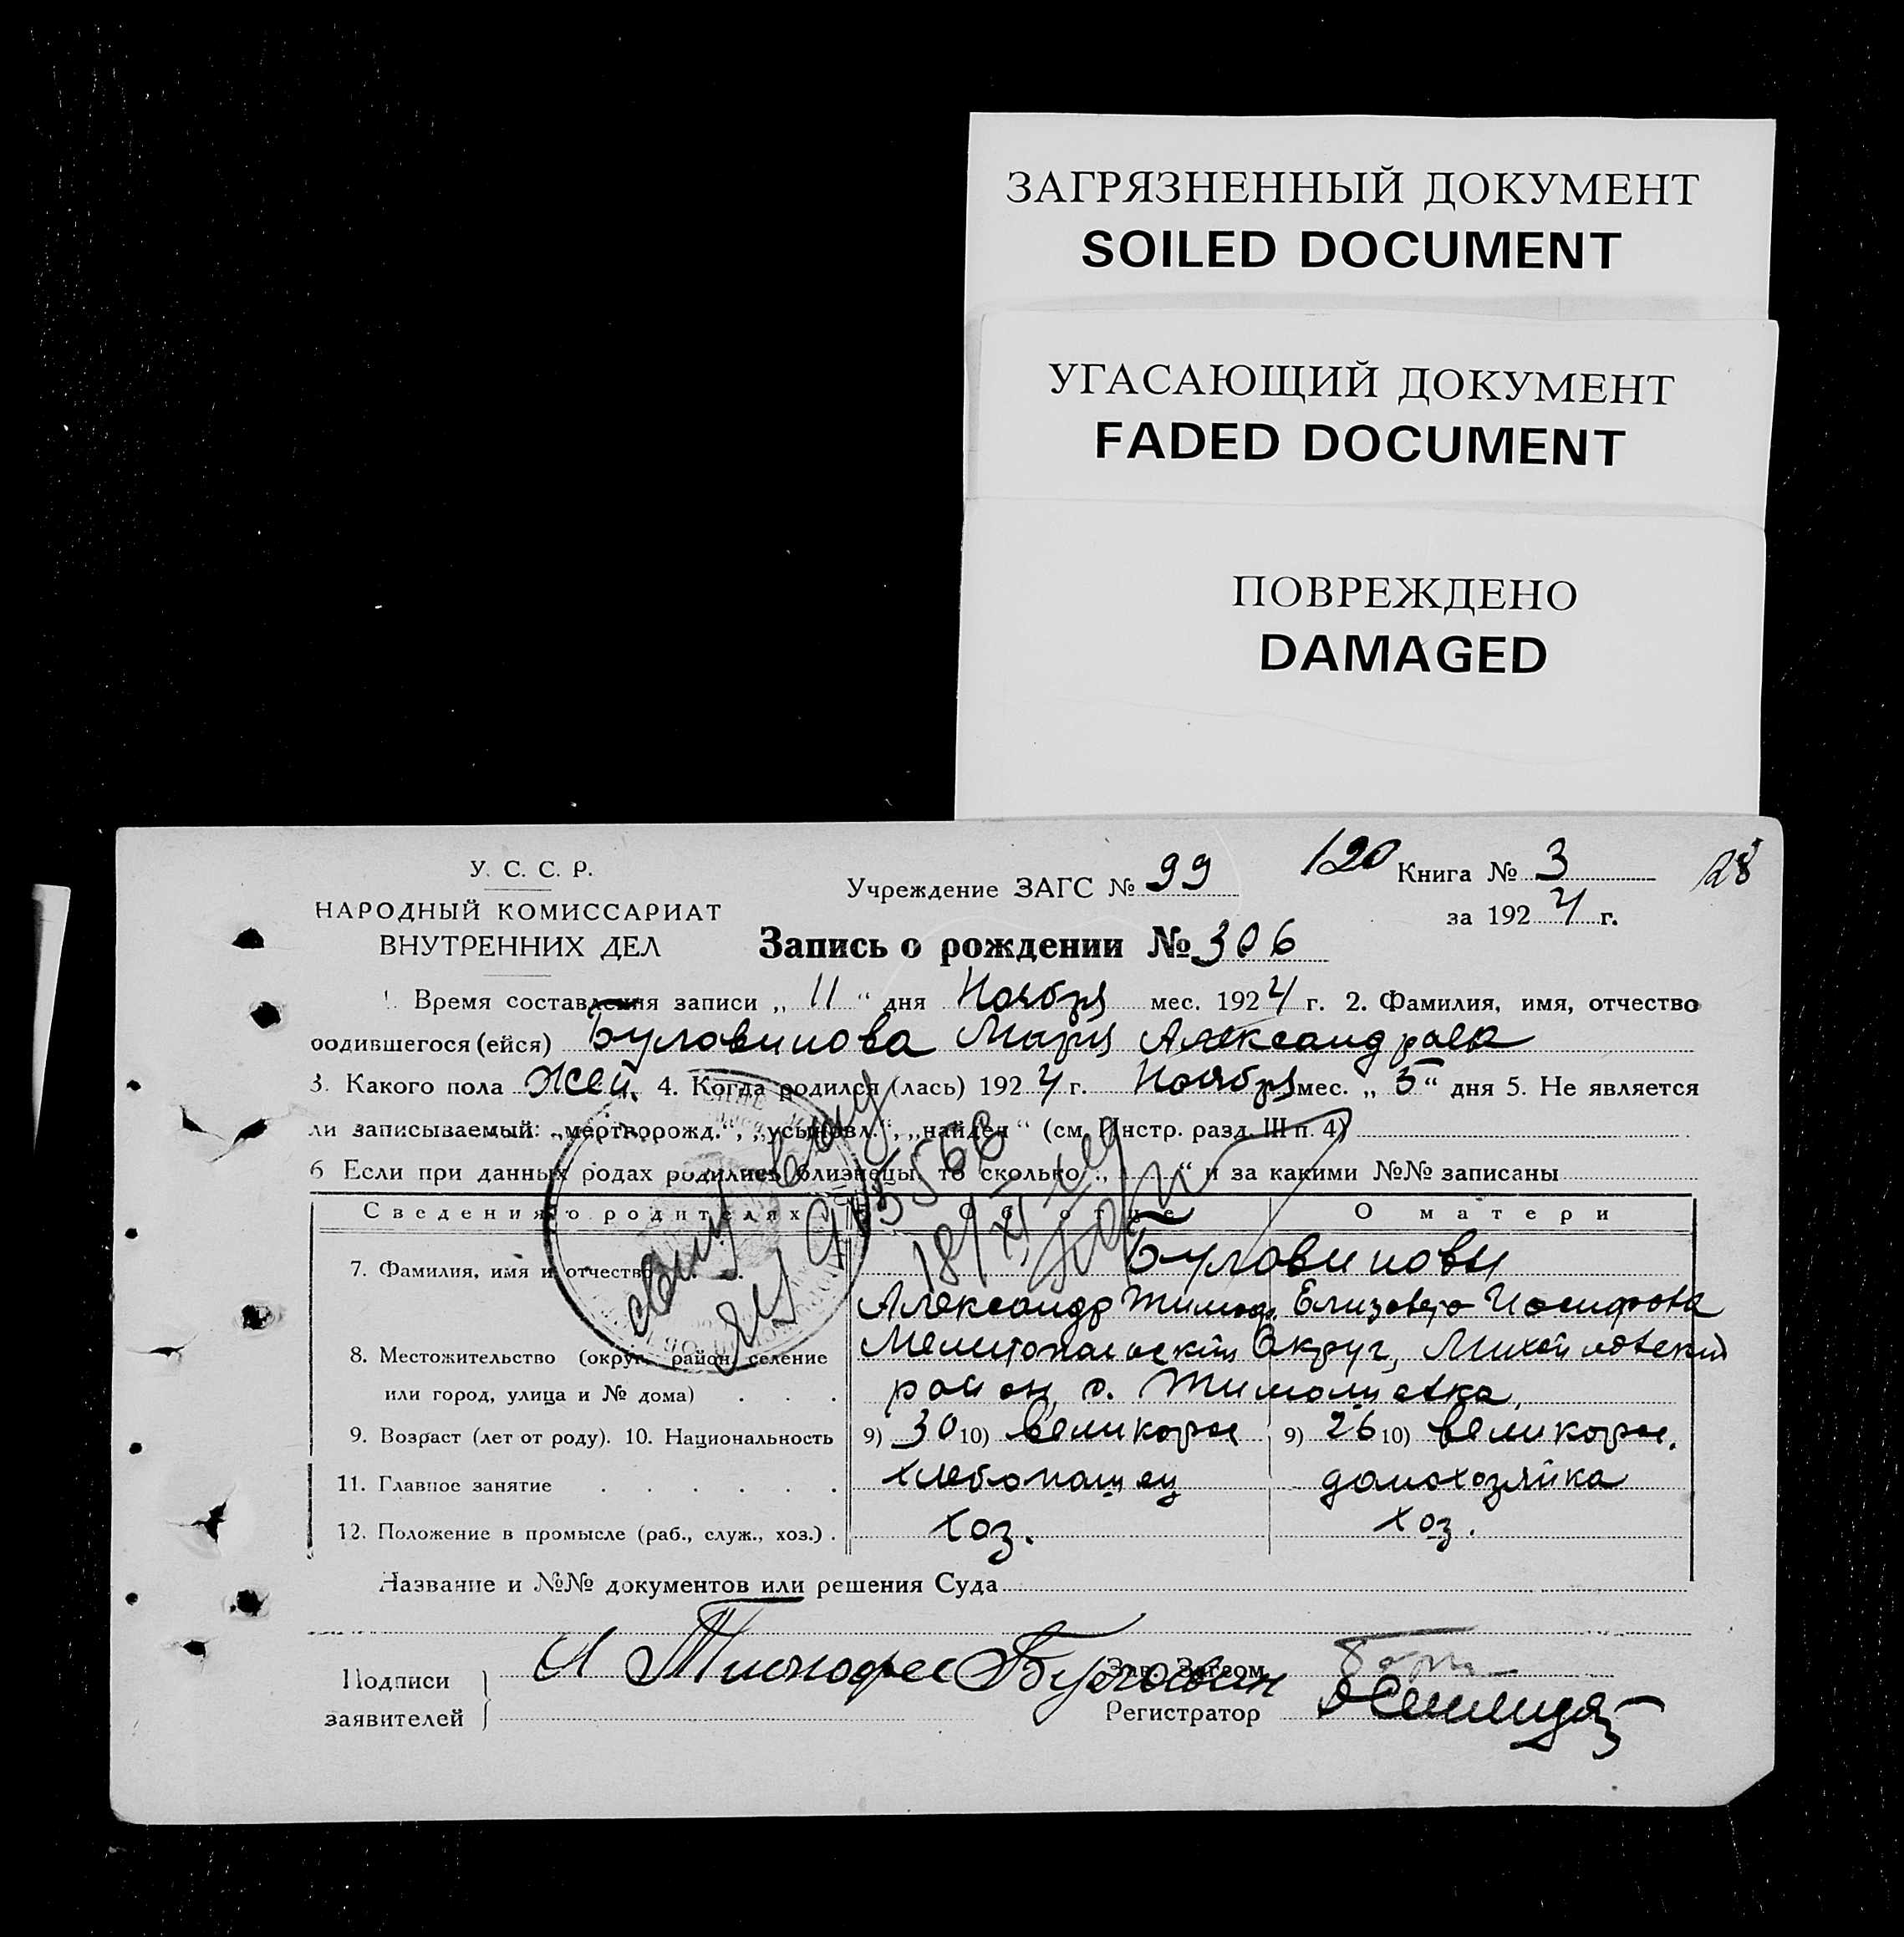 ЗАГРЯЗНЕННЫЙ ДОКУМЕНТ
SOILED DOCUMENT
УГАСАЮЩИЙ ДОКУМЕНТ
FADED DOCUMENT
ПОВРЕЖДЕНО
DAMAGED
У. С. С. Р.
НАРОДНЫЙ КОМИССАРИАТ
ВНУТРЕННИХ ДЕЛ
Учреждение ЗАГС № 99
120 Книга № 3 128
за 1924 г.
Запись о рождении № 306
1. Время составления записи „ 11 “ дня Ноября мес. 1924 г. 2. Фамилия, имя, отчество
родившегося (ейся) Буловинова Мария Александровa
3. Какого пола Жен. 4. Когда родился (лась) 1924 г. Ноября мес. „ 5 “ дня 5. Не является
ли записываемый: „мертворожд.“, „усыновл.“, „найден“ (см. Инстр. разд. III п. 4)
6 Если при данных родах родились близнецы, то сколько „ “ и за какими №№ записаны
Сведения о родителях Об отце О матери
7. Фамилия, имя и отчество Буловиновы
Александр Тимоф. Елизавета Иосифова
8. Местожительство (округ, район, селение Мелитопольский Округ, Михайловский
или город, улица и № дома) . . . район, с. Тимошевка,
9. Возраст (лет от роду). 10. Национальность 9) 30 10) великорос 9) 26 10) великорос.
11. Главное занятие хлебопашец домохозяйка
12. Положение в промысле (раб., служ., хоз.) . хоз. хоз.
Название и №№ документов или решения Суда
Подписи
заявителей
Зав. Загсом
Регистратор